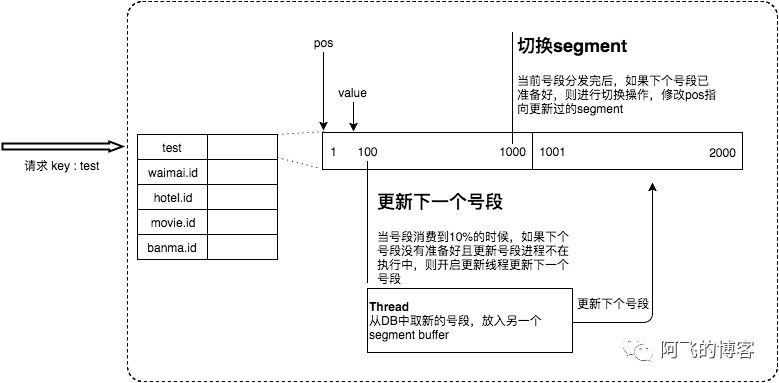 pos
切换segment
当前号段分发完后，如果下个号段已
准备好，则进行切换操作，修改pos指
向更新过的segment
value
请求 key : test
test
waimai.id
hotel.id
movie.id
banma.id
1 100 1000 1001 2000
更新下一个号段
当号段消费到10%的时候，如果下个
号段没有准备好且更新号段进程不在
执行中，则开启更新线程更新下一个
号段
Thread
从DB中取新的号段，放入另一个
segment buffer
更新下个号段
阿飞的博客